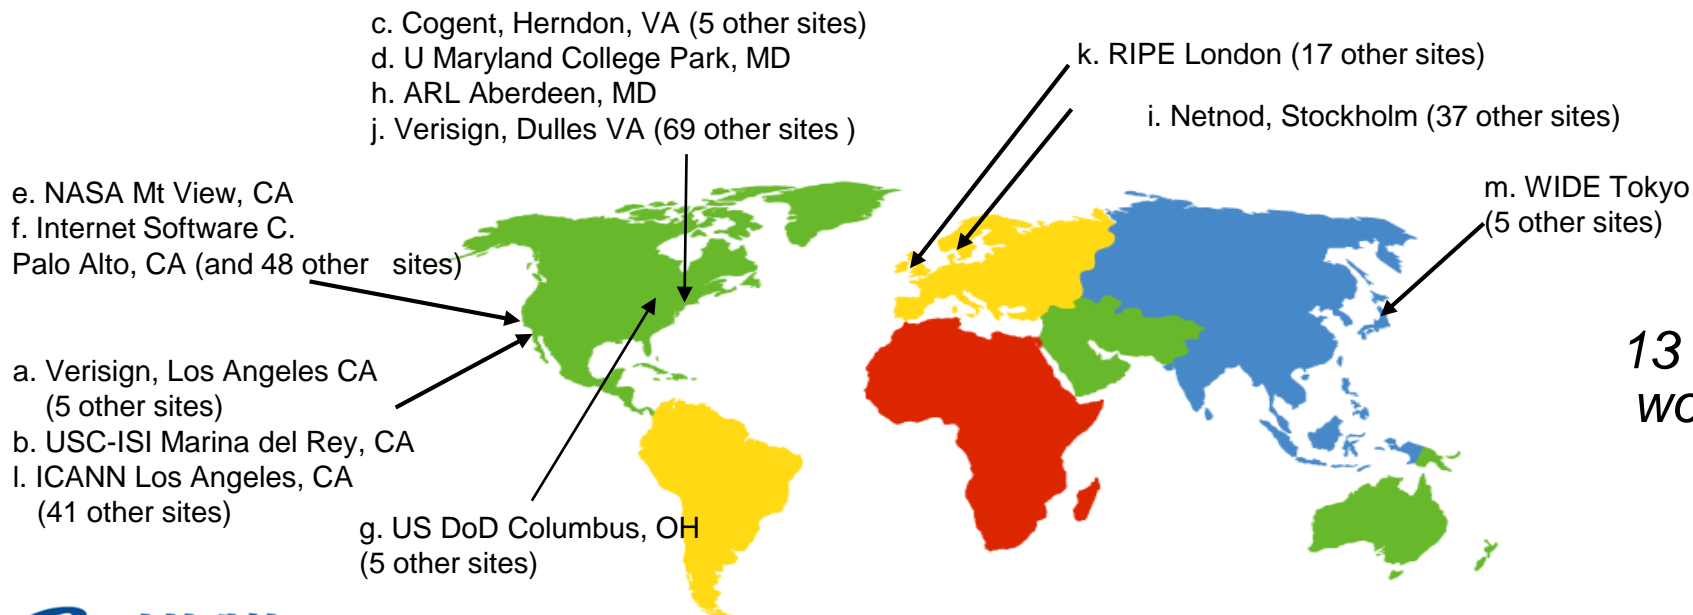 c. Cogent, Herndon, VA (5 other sites)
d. U Maryland College Park, MD
h. ARL Aberdeen, MD
j. Verisign, Dulles VA (69 other sites )
k. RIPE London (17 other sites)
i. Netnod, Stockholm (37 other sites)
m. WIDE Tokyo
(5 other sites)
e. NASA Mt View, CA
f. Internet Software C.
Palo Alto, CA (and 48 other   sites)
a. Verisign, Los Angeles CA
(5 other sites)
b. USC-ISI Marina del Rey, CA
l. ICANN Los Angeles, CA
(41 other sites)
g. US DoD Columbus, OH
(5 other sites)
13